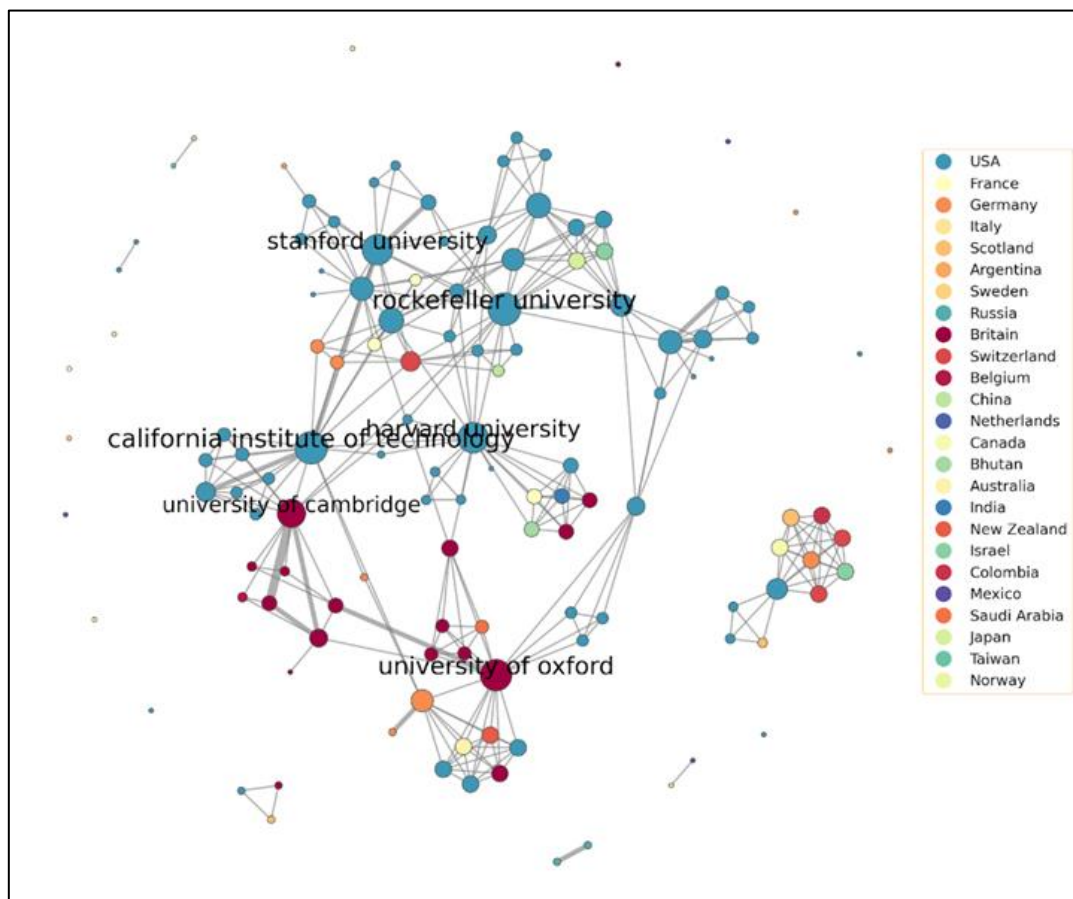 stanford university
rockefeller university
harvard university
california institute of technology
university of cambridge
university of oxford
USA
France
Germany
Italy
Scotland
Argentina
Sweden
Russia
Britain
Switzerland
Belgium
China
Netherlands
Canada
Bhutan
Australia
India
New Zealand
Israel
Colombia
Mexico
Saudi Arabia
Japan
Taiwan
Norway